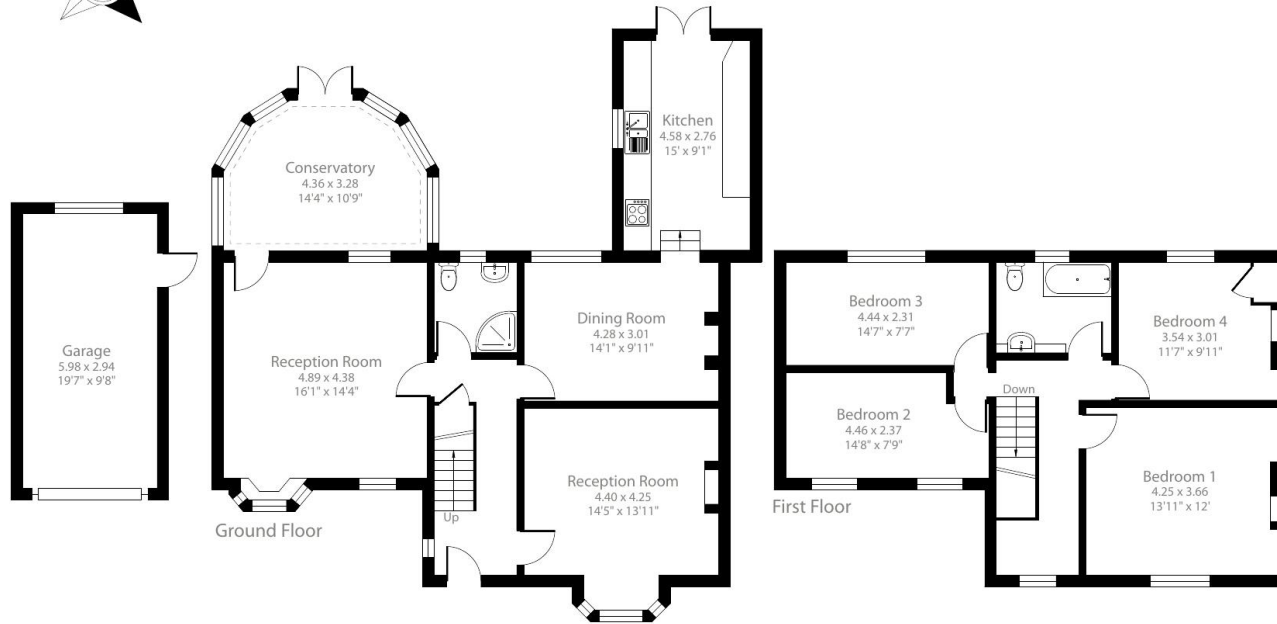 Kitchen
4.58 x 2.76
15' x 9'1"
Conservatory
4.36 x 3.28
14'4" x 10'9"
Garage
5.98 x 2.94
19'7" x 9'8"
Reception Room
4.89 x 4.38
16'1" x 14'4"
Dining Room
4.28 x 3.01
14'1" x 9'11"
Reception Room
4.40 x 4.25
14'5" x 13'11"
Up
Ground Floor
Bedroom 3
4.44 x 2.31
14'7" x 7'7"
Bedroom 4
3.54 x 3.01
11'7" x 9'11"
Bedroom 2
4.46 x 2.37
14'8" x 7'9"
Down
Bedroom 1
4.25 x 3.66
13'11" x 12'
First Floor